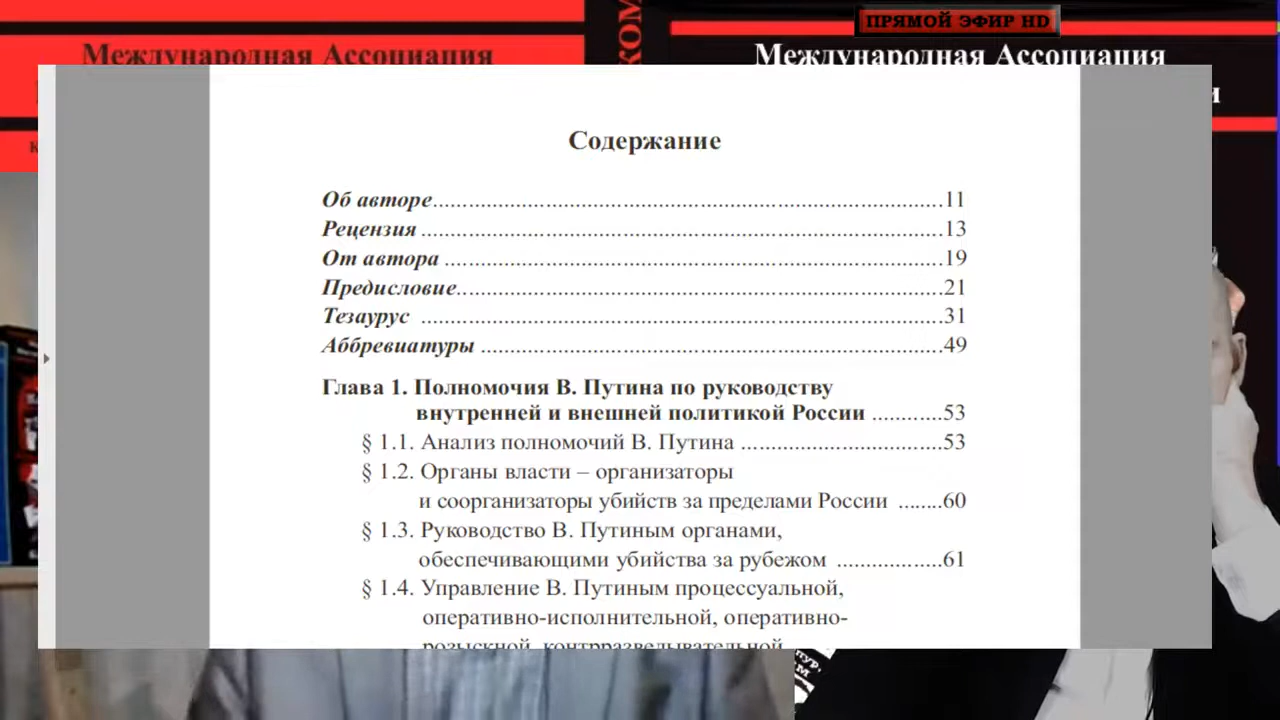 ПРЯМОЙ ЭФИР HD
КОМ
Международная Ассоциация
Международная Ассоциация
и
Содержание
Об авторе..........11
Рецензия ..........13
От автора ..........19
Предисловие..........21
Тезаурус ..........31
Аббревиатуры ..........49
Глава 1. Полномочия В. Путина по руководству
внутренней и внешней политикой России ............53
§ 1.1. Анализ полномочий В. Путина ..........53
§ 1.2. Органы власти – организаторы
и соорганизаторы убийств за пределами России ........60
§ 1.3. Руководство В. Путиным органами,
обеспечивающими убийства за рубежом ..........61
§ 1.4. Управление В. Путиным процессуальной,
оперативно-исполнительной, оперативно-
розыскной, контрразведывательной,